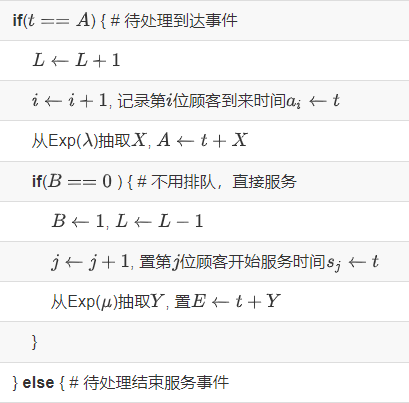 if(t == A) { # 待处理到达事件
L ← L + 1
i ← i + 1, 记录第i位顾客到来时间aᵢ ← t
从Exp(λ)抽取X, A ← t + X
if(B == 0 ) { # 不用排队，直接服务
B ← 1, L ← L − 1
j ← j + 1, 置第j位顾客开始服务时间sⱼ ← t
从Exp(μ)抽取Y, 置E ← t + Y
}
} else { # 待处理结束服务事件